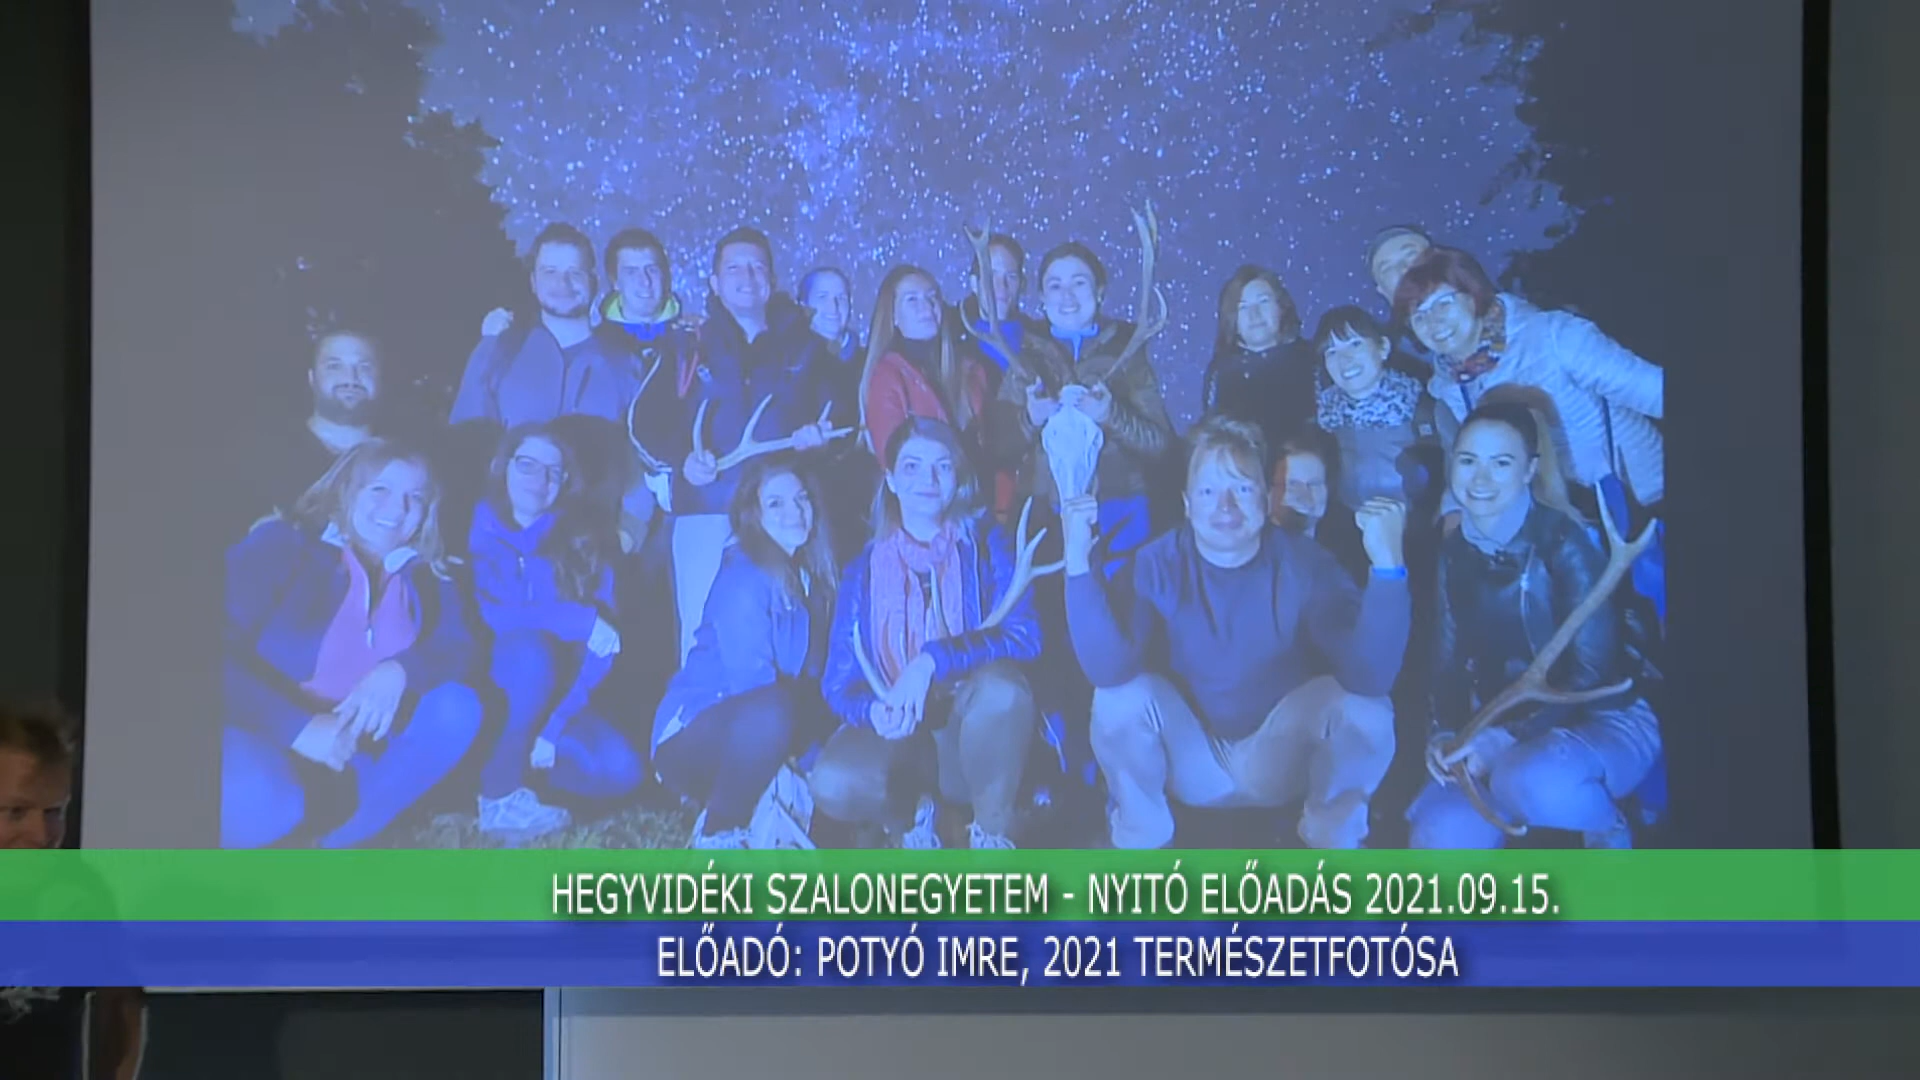 HEGYVIDÉKI SZALONEGYETEM - NYITÓ ELŐADÁS 2021.09.15.
ELŐADÓ: POTYÓ IMRE, 2021 TERMÉSZETFOTÓSA